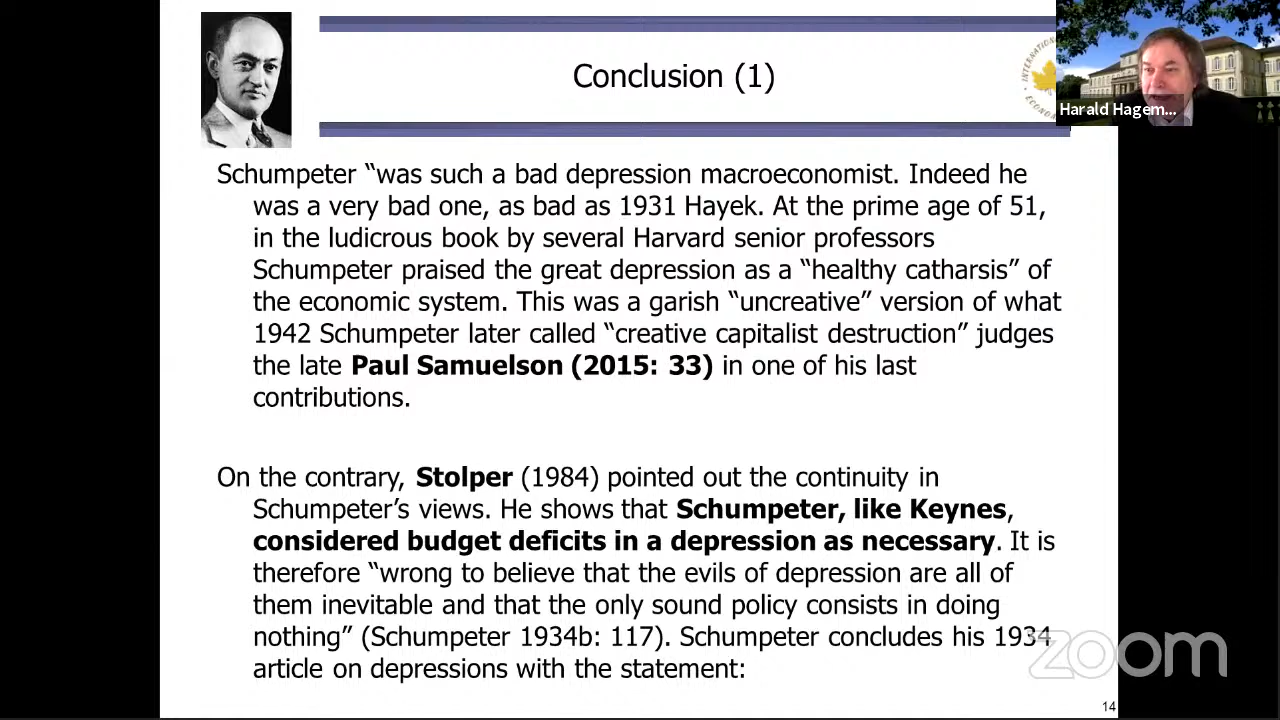 Conclusion (1)
INTERNATION
ECONO
Harald Hagem...
Schumpeter “was such a bad depression macroeconomist. Indeed he
was a very bad one, as bad as 1931 Hayek. At the prime age of 51,
in the ludicrous book by several Harvard senior professors
Schumpeter praised the great depression as a “healthy catharsis” of
the economic system. This was a garish “uncreative” version of what
1942 Schumpeter later called “creative capitalist destruction” judges
the late Paul Samuelson (2015: 33) in one of his last
contributions.
On the contrary, Stolper (1984) pointed out the continuity in
Schumpeter’s views. He shows that Schumpeter, like Keynes,
considered budget deficits in a depression as necessary. It is
therefore “wrong to believe that the evils of depression are all of
them inevitable and that the only sound policy consists in doing
nothing” (Schumpeter 1934b: 117). Schumpeter concludes his 1934
article on depressions with the statement:
zoom
14